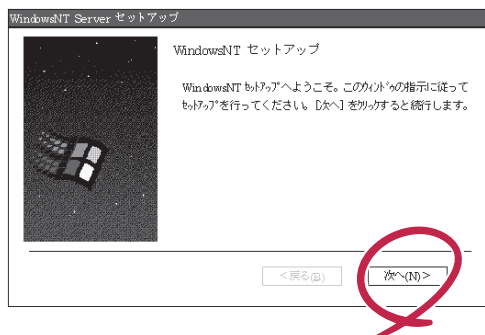 WindowsNT Server セットアップ
WindowsNT セットアップ
WindowsNT ｾｯﾄｱｯﾌﾟへようこそ。このｳｨﾝﾄﾞｳの指示に従って
ｾｯﾄｱｯﾌﾟを行ってください。[次へ] をｸﾘｯｸすると続行します。
<戻る(B)
次へ(N)>